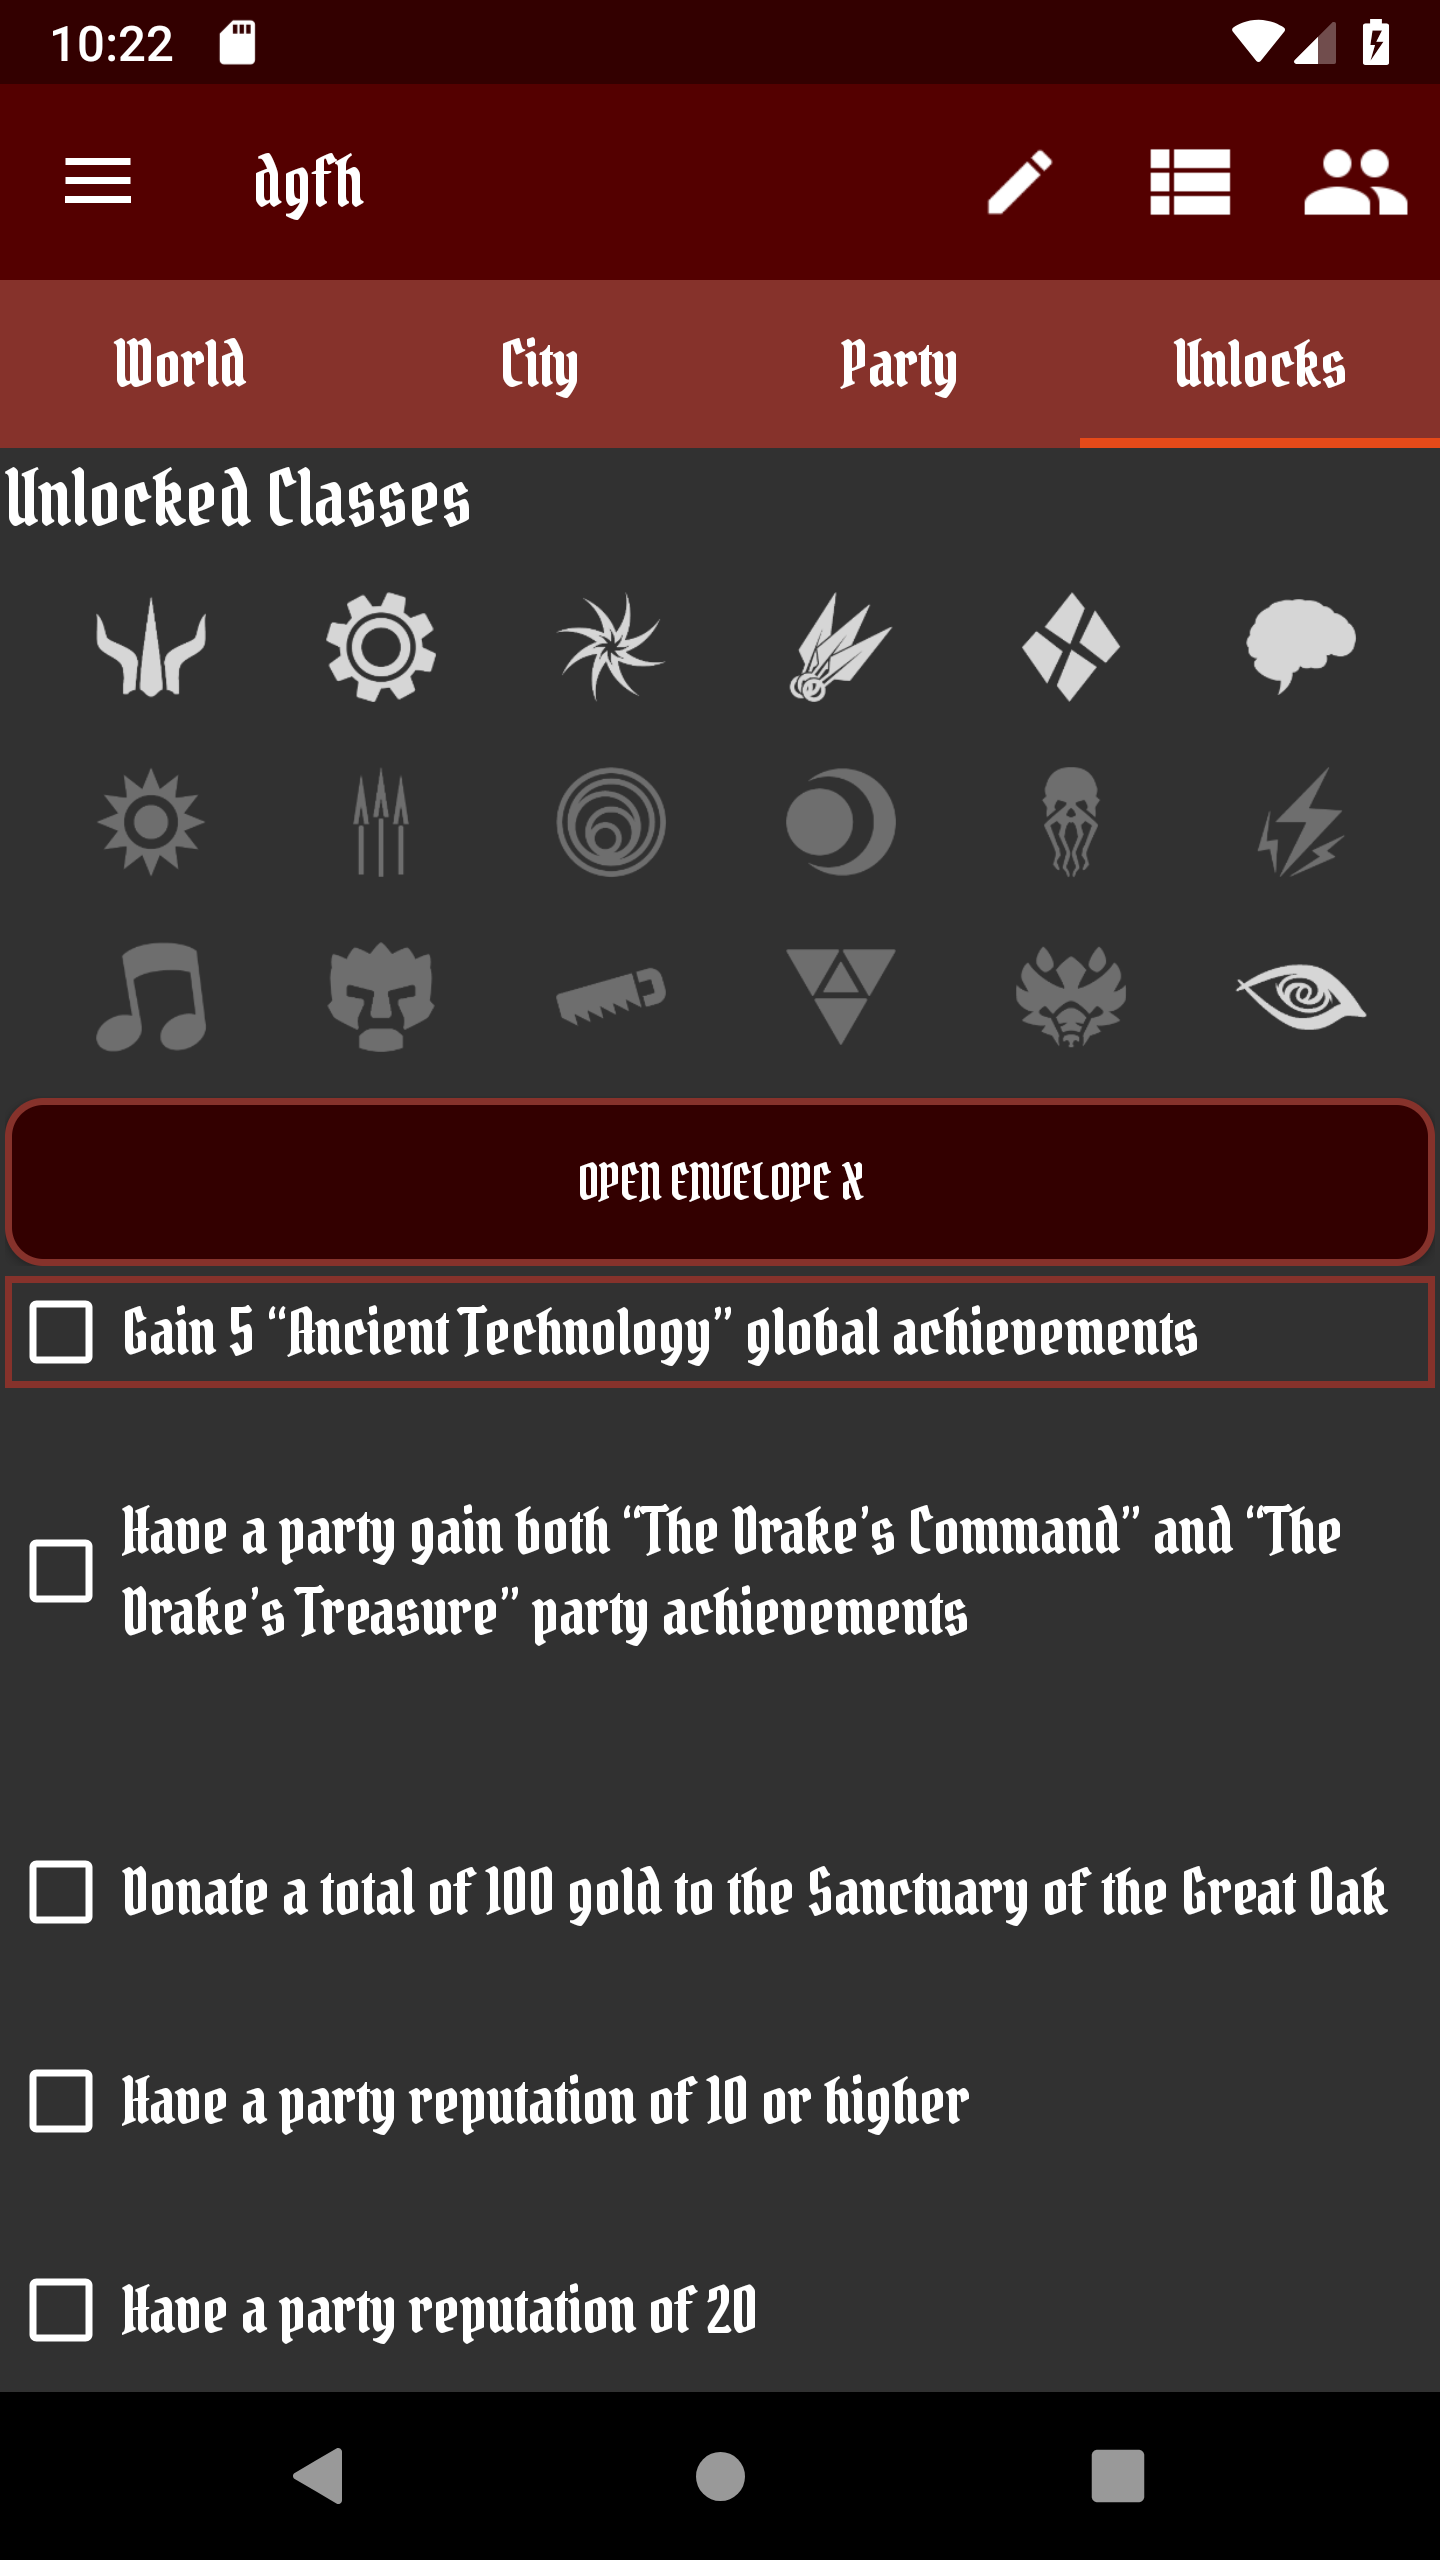 10:22
dgfh
World
City
Party
Unlocks
Unlocked Classes
OPEN ENVELOPE X
Gain 5 “Ancient Technology” global achievements
Have a party gain both “The Drake’s Command” and “The
Drake’s Treasure” party achievements
Donate a total of 100 gold to the Sanctuary of the Great Oak
Have a party reputation of 10 or higher
Have a party reputation of 20